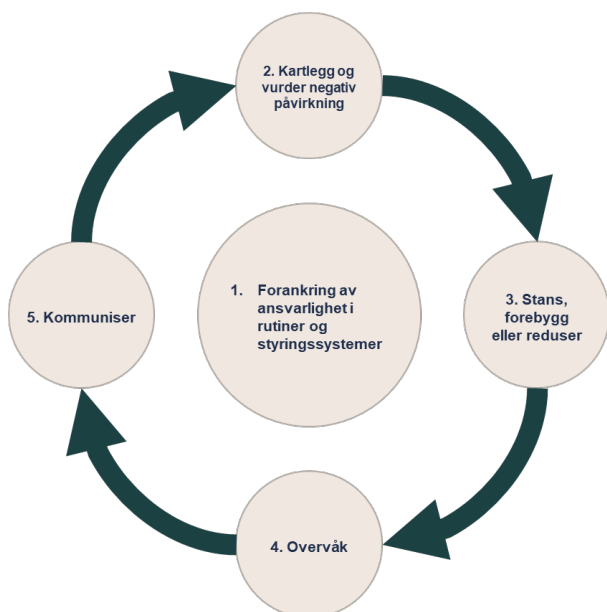 2. Kartlegg og
vurder negativ
påvirkning
1. Forankring av
ansvarlighet i
rutiner og
styringssystemer
3. Stans,
forebygg
eller reduser
4. Overvåk
5. Kommuniser